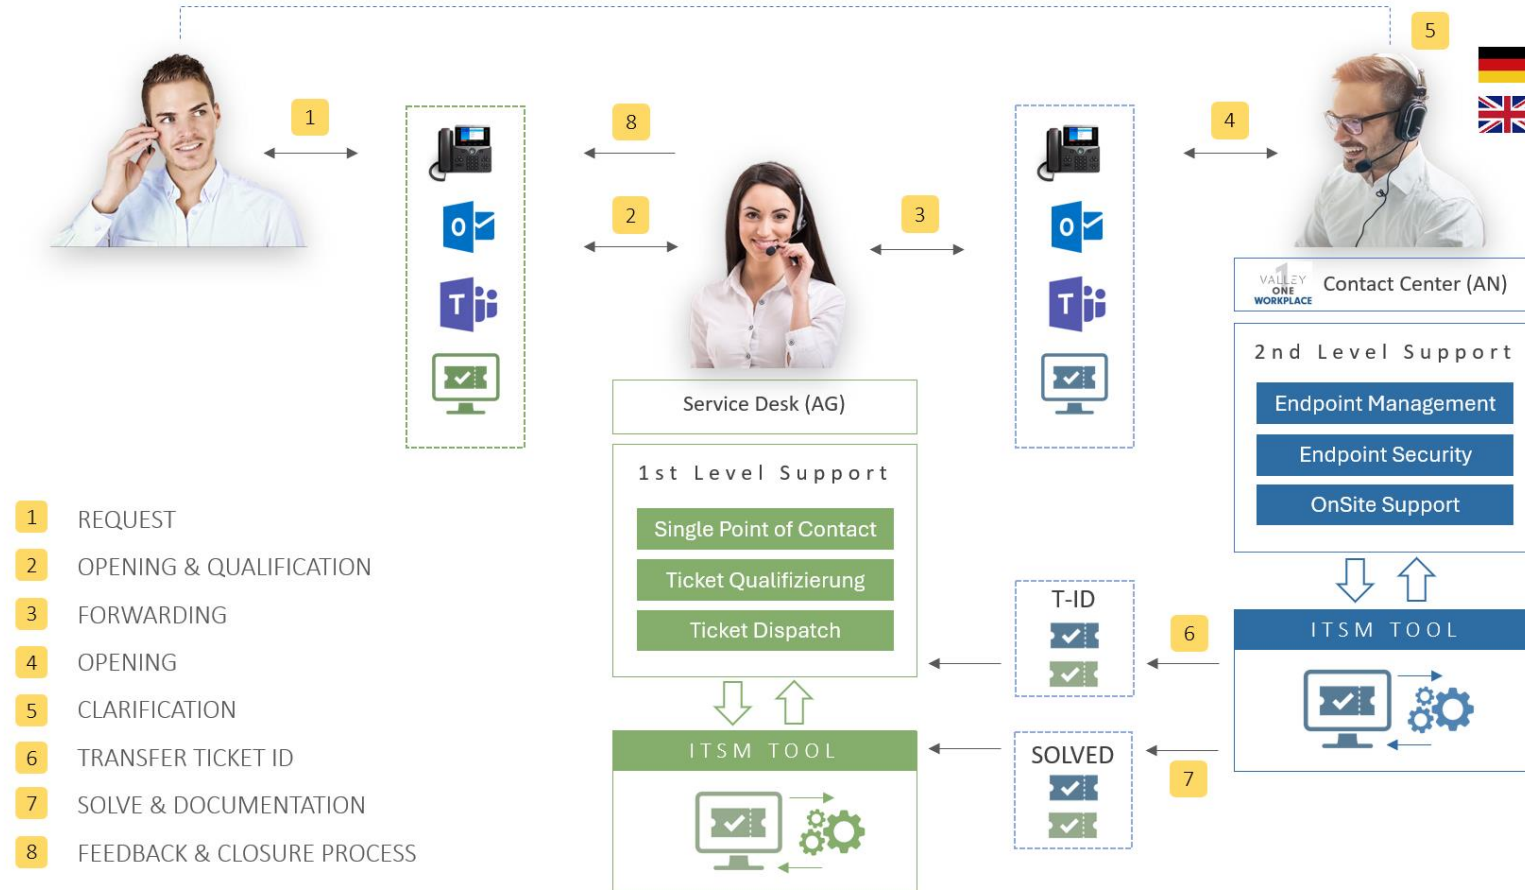 5
1
8
4
2
3
VALLEY
1
ONE
WORKPLACE
Contact Center (AN)
2nd Level Support
Endpoint Management
Endpoint Security
OnSite Support
Service Desk (AG)
1st Level Support
Single Point of Contact
Ticket Qualifizierung
Ticket Dispatch
T-ID
6
ITSM TOOL
SOLVED
7
ITSM TOOL
1 REQUEST
2 OPENING & QUALIFICATION
3 FORWARDING
4 OPENING
5 CLARIFICATION
6 TRANSFER TICKET ID
7 SOLVE & DOCUMENTATION
8 FEEDBACK & CLOSURE PROCESS